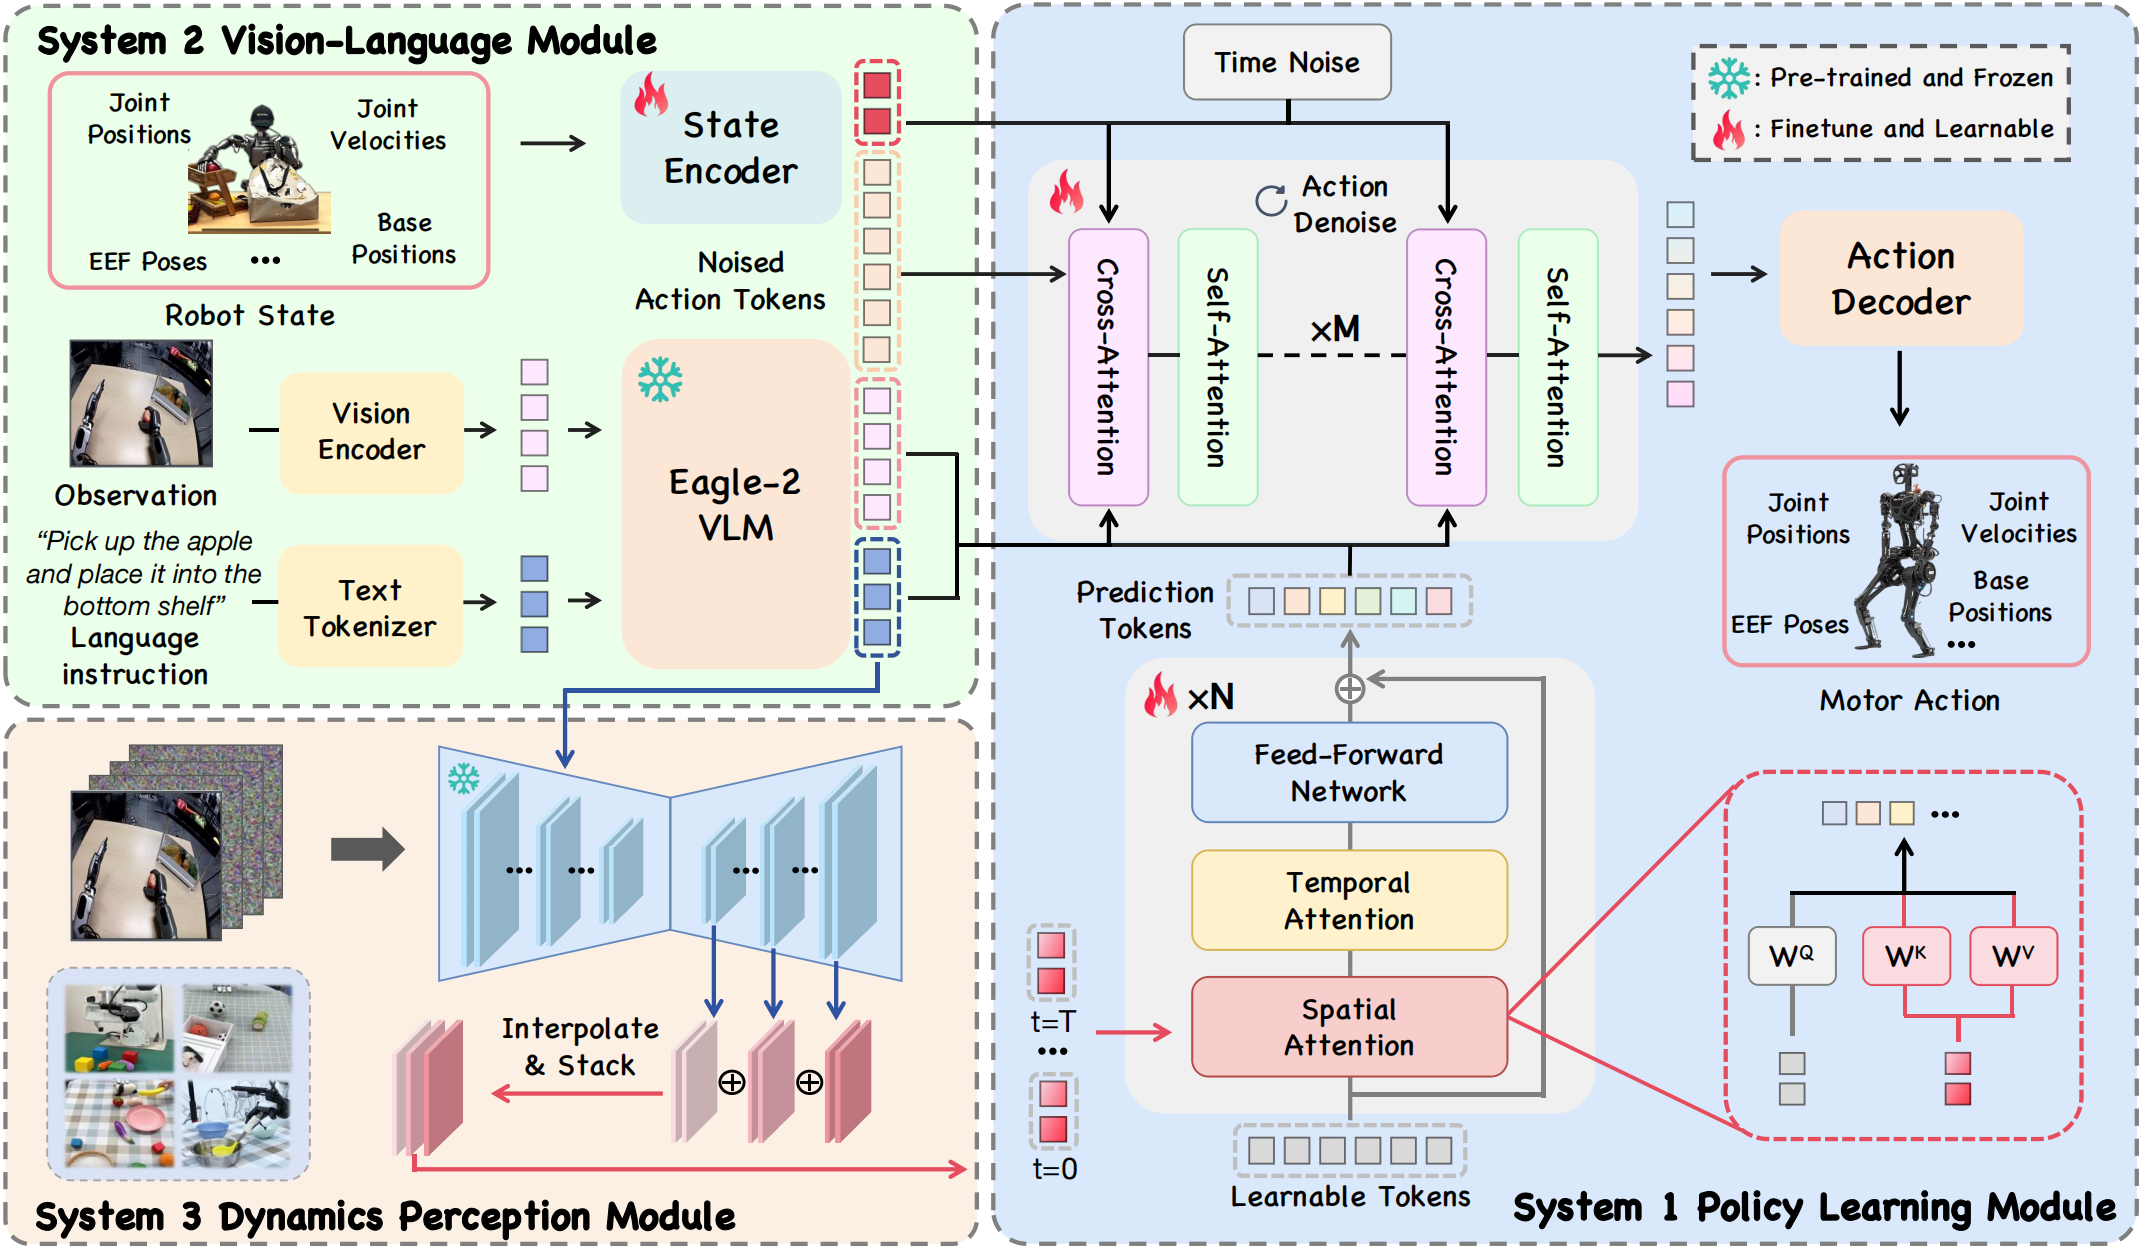 System 2 Vision-Language Module
Joint
Positions
Joint
Velocities
EEF Poses
...
Base
Positions
Robot State
State
Encoder
Noised
Action Tokens
Observation
Vision
Encoder
“Pick up the apple
and place it into the
bottom shelf”
Language
instruction
Text
Tokenizer
Eagle-2
VLM
System 3 Dynamics Perception Module
...
...
...
...
Interpolate
& Stack
System 1 Policy Learning Module
Time Noise
: Pre-trained and Frozen
: Finetune and Learnable
Action
Denoise
Cross-Attention
Self-Attention
×M
Cross-Attention
Self-Attention
Action
Decoder
Joint
Positions
Joint
Velocities
Base
Positions
EEF Poses
...
Motor Action
Prediction
Tokens
×N
Feed-Forward
Network
Temporal
Attention
Spatial
Attention
t=T
...
t=0
Learnable Tokens
...
W^Q
W^K
W^V